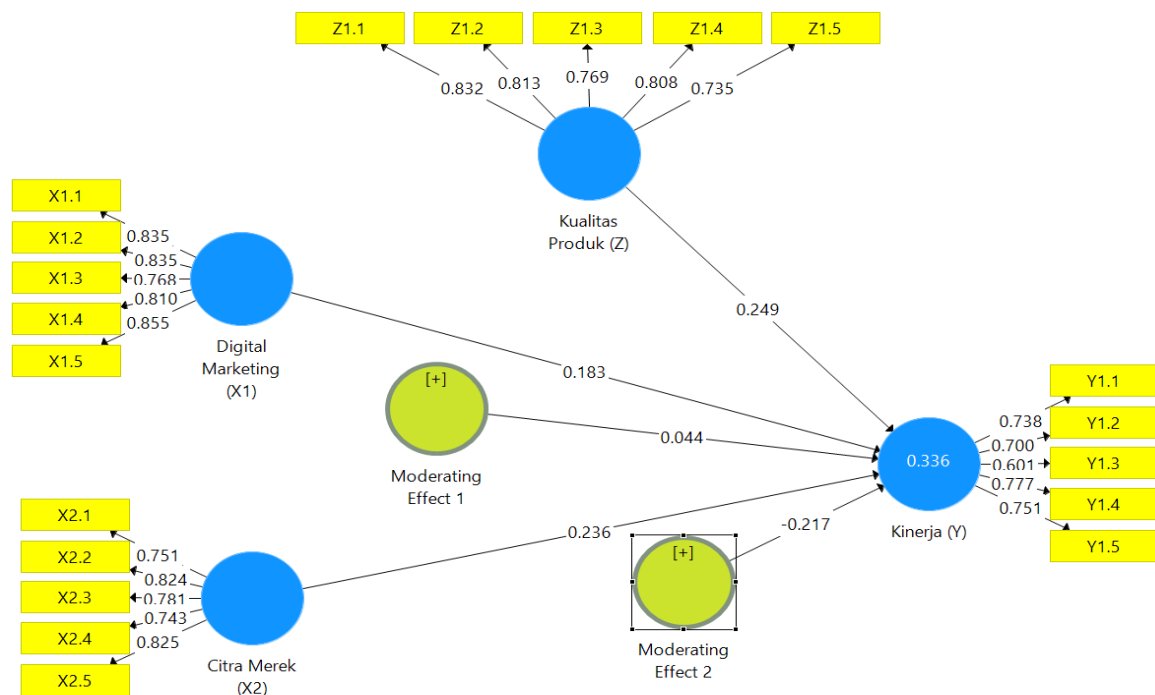 Z1.1
Z1.2
Z1.3
Z1.4
Z1.5
0.832
0.813
0.769
0.808
0.735
Kualitas
Produk (Z)
X1.1
X1.2
X1.3
X1.4
X1.5
0.835
0.835
0.768
0.810
0.855
Digital
Marketing
(X1)
0.249
0.183
[+]
Moderating
Effect 1
0.044
X2.1
X2.2
X2.3
X2.4
X2.5
0.751
0.824
0.781
0.743
0.825
Citra Merek
(X2)
0.236
[+]
Moderating
Effect 2
-0.217
0.336
Kinerja (Y)
0.738
0.700
0.601
0.777
0.751
Y1.1
Y1.2
Y1.3
Y1.4
Y1.5